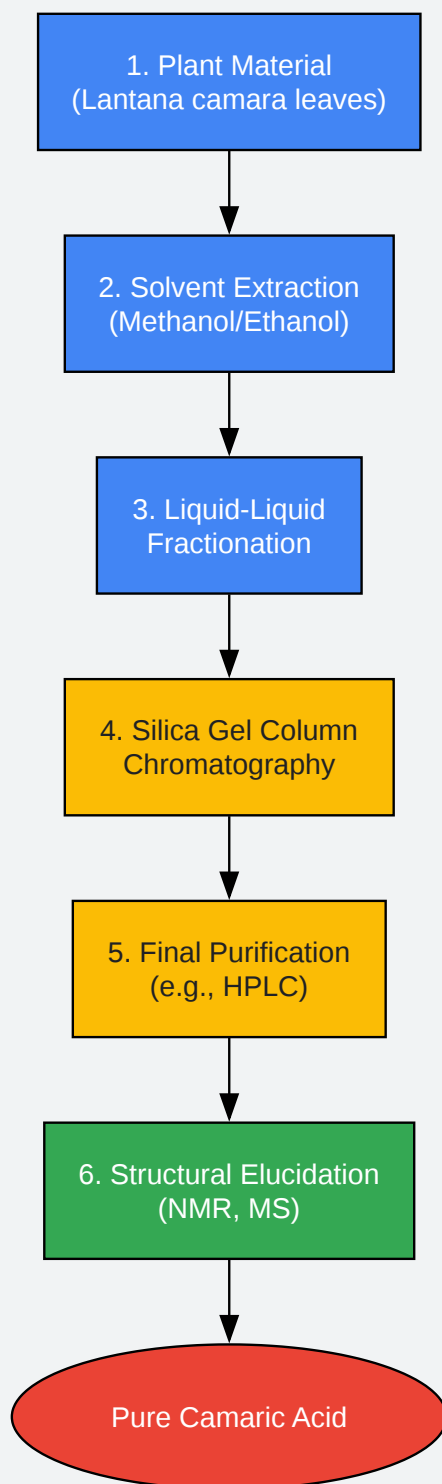 1. Plant Material
(Lantana camara leaves)
2. Solvent Extraction
(Methanol/Ethanol)
3. Liquid-Liquid
Fractionation
4. Silica Gel Column
Chromatography
5. Final Purification
(e.g., HPLC)
6. Structural Elucidation
(NMR, MS)
Pure Camaric Acid